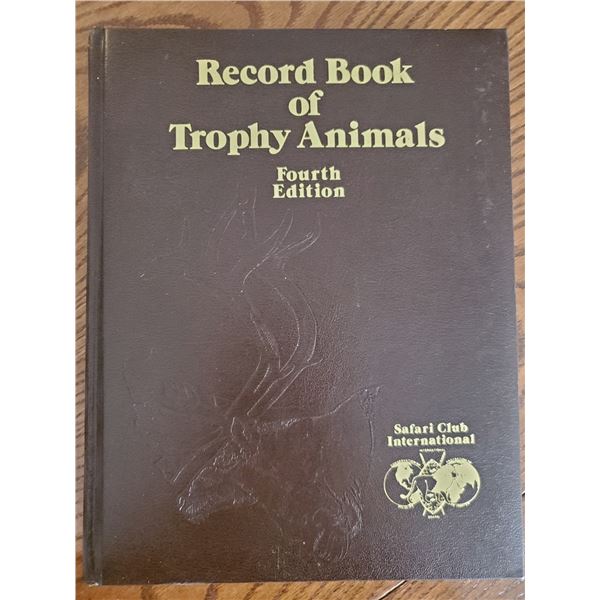 Record Book
of
Trophy Animals
Fourth
Edition
Safari Club
International